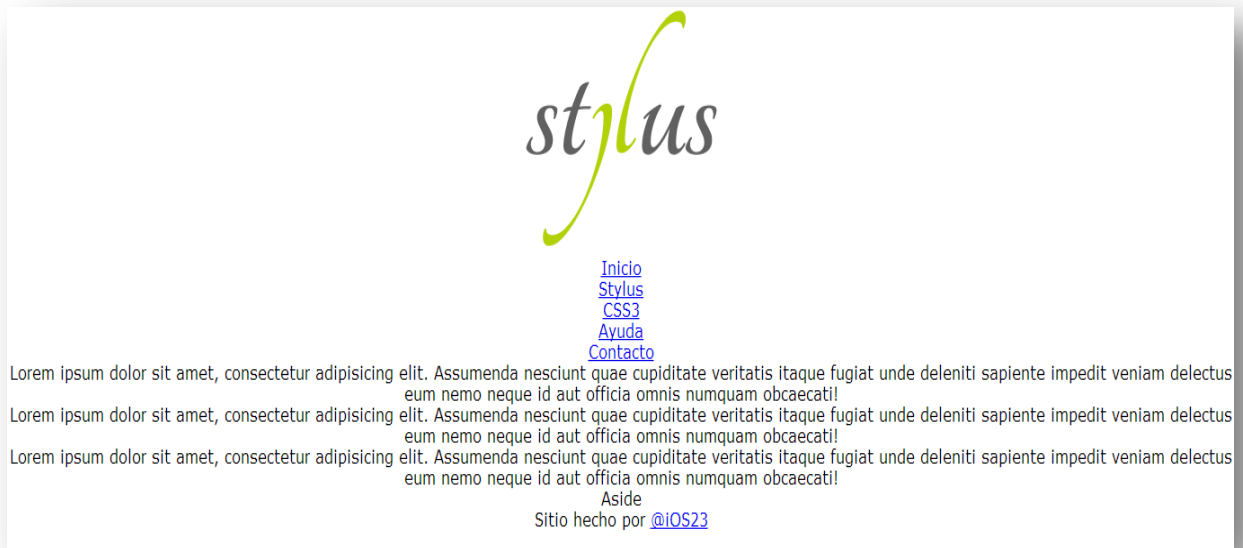 stylus
Inicio
Stylus
CSS3
Ayuda
Contacto
Lorem ipsum dolor sit amet, consectetur adipisicing elit. Assumenda nesciunt quae cupiditate veritatis itaque fugiat unde deleniti sapiente impedit veniam delectus
eum nemo neque id aut officia omnis numquam obcaecati!
Lorem ipsum dolor sit amet, consectetur adipisicing elit. Assumenda nesciunt quae cupiditate veritatis itaque fugiat unde deleniti sapiente impedit veniam delectus
eum nemo neque id aut officia omnis numquam obcaecati!
Lorem ipsum dolor sit amet, consectetur adipisicing elit. Assumenda nesciunt quae cupiditate veritatis itaque fugiat unde deleniti sapiente impedit veniam delectus
eum nemo neque id aut officia omnis numquam obcaecati!
Aside
Sitio hecho por @iOS23